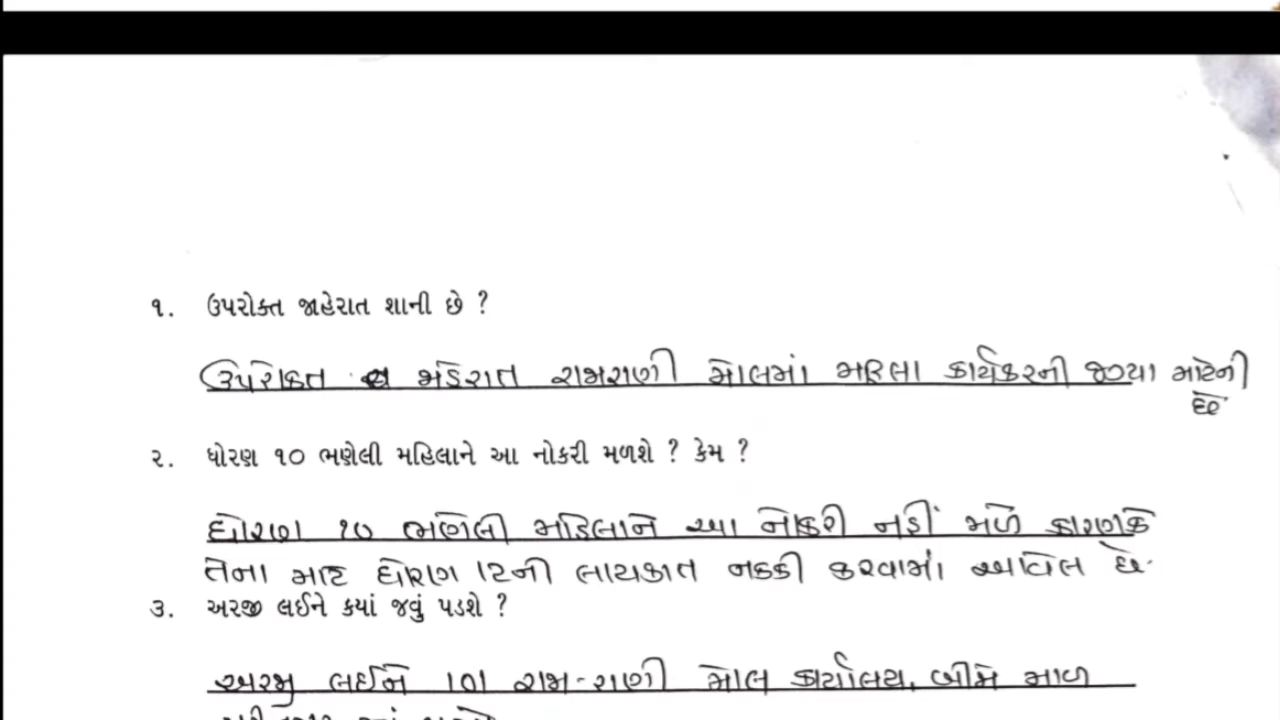 ૧. ઉપરોક્ત જાહેરાત શાની છે ?
ઉપરોક્ત જાહેરાત રામરાણી મોલમાં મહિલા કાર્યકરની જગ્યા માટેની
છે
૨. ધોરણ ૧૦ ભણેલી મહિલાને આ નોકરી મળશે ? કેમ ?
ધોરણ ૧૦ ભણેલી મહિલાને આ નોકરી નહીં મળે કારણકે
તેના માટે ધોરણ ૧૨ની લાયકાત નક્કી કરવામાં આવેલ છે.
૩. અરજી લઈને ક્યાં જવું પડશે ?
અરજી લઈને ૧૦૧ રામ-રાણી મોલ કાર્યાલય, બીજે માળ